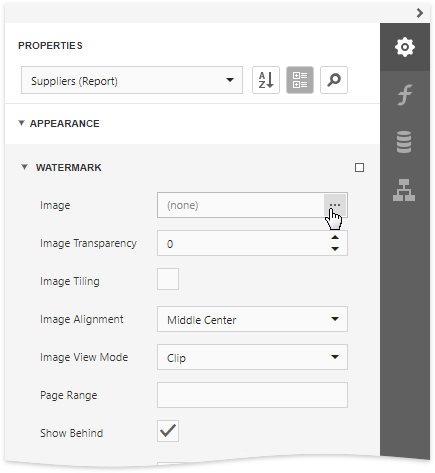 PROPERTIES
Suppliers (Report)
A
Z
APPEARANCE
WATERMARK
Image (none) ...
Image Transparency 0
Image Tiling
Image Alignment Middle Center
Image View Mode Clip
Page Range
Show Behind